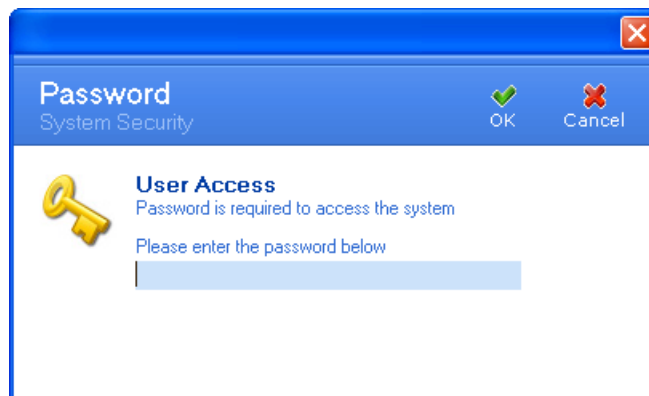 Password
System Security
OK
Cancel
User Access
Password is required to access the system
Please enter the password below